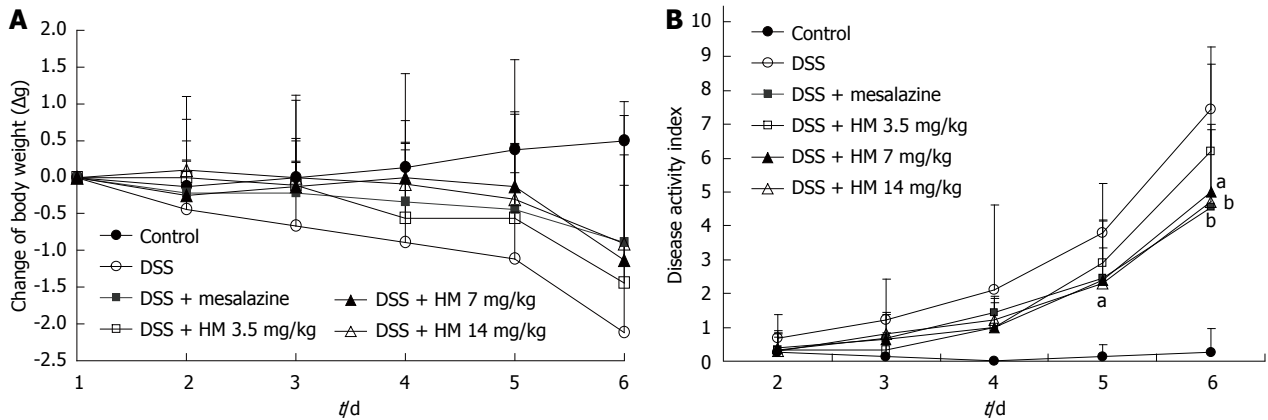 A
Change of body weight (Δg)
2.0
1.5
1.0
0.5
0.0
-0.5
-1.0
-1.5
-2.0
-2.5
Control
DSS
DSS + mesalazine
DSS + HM 3.5 mg/kg
DSS + HM 7 mg/kg
DSS + HM 14 mg/kg
1 2 3 4 5 6
t/d
B
Disease activity index
10
9
8
7
6
5
4
3
2
1
0
Control
DSS
DSS + mesalazine
DSS + HM 3.5 mg/kg
DSS + HM 7 mg/kg
DSS + HM 14 mg/kg
a
b
b
a
2 3 4 5 6
t/d